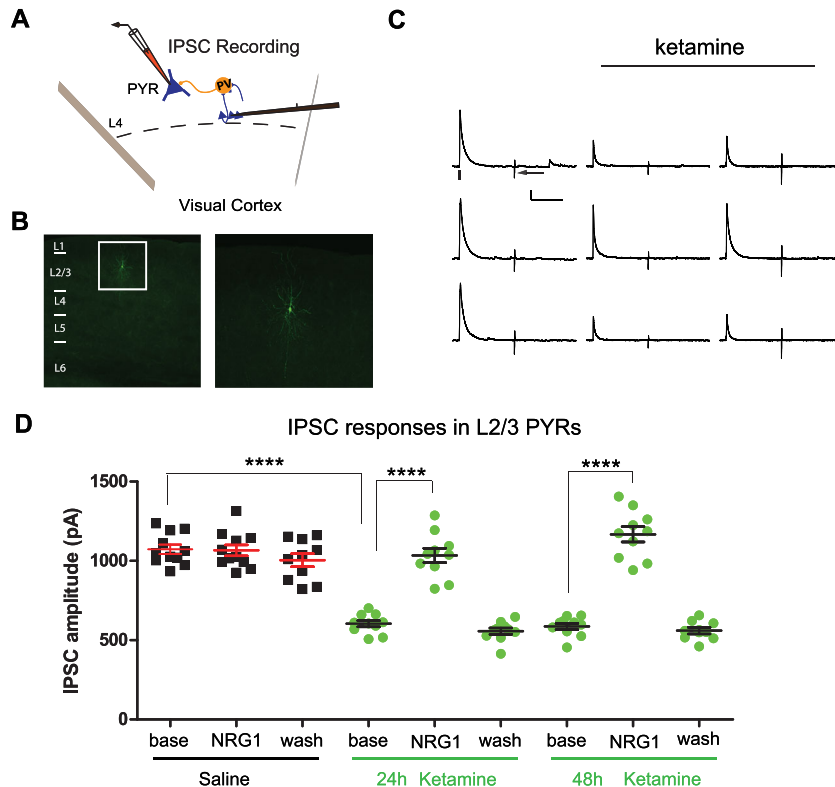 A
IPSC Recording
PYR
PV
L4
Visual Cortex
B
L1
L2/3
L4
L5
L6
C
ketamine
D
IPSC responses in L2/3 PYRs
****
****
****
IPSC amplitude (pA)
1500
1000
500
0
base NRG1 wash base NRG1 wash base NRG1 wash
Saline 24h Ketamine 48h Ketamine